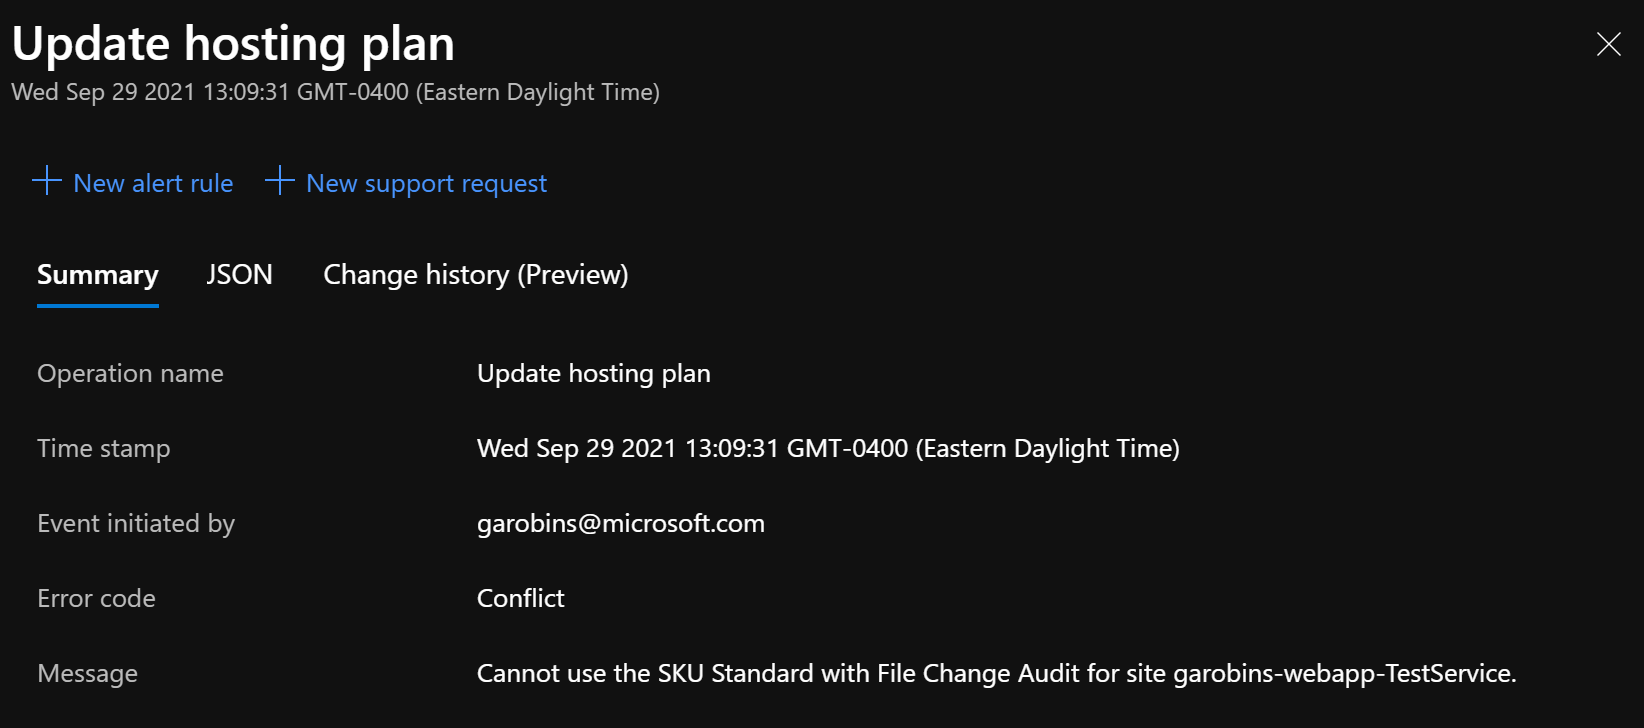 Update hosting plan
Wed Sep 29 2021 13:09:31 GMT-0400 (Eastern Daylight Time)
New alert rule New support request
Summary JSON Change history (Preview)
Operation name Update hosting plan
Time stamp Wed Sep 29 2021 13:09:31 GMT-0400 (Eastern Daylight Time)
Event initiated by garobins@microsoft.com
Error code Conflict
Message Cannot use the SKU Standard with File Change Audit for site garobins-webapp-TestService.